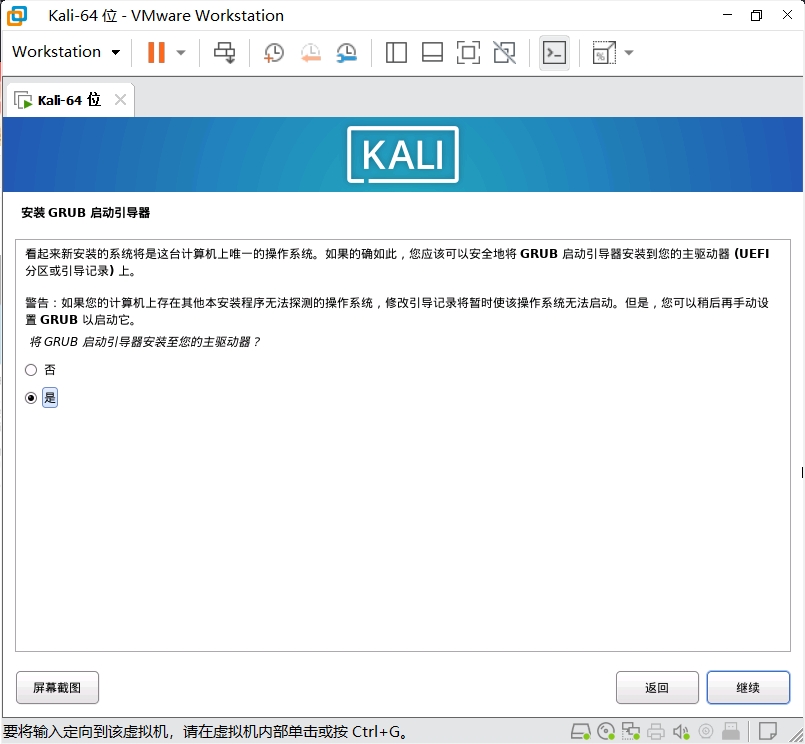 Kali-64 位 - VMware Workstation
Workstation
Kali-64 位
KALI
安装 GRUB 启动引导器
看起来新安装的系统将是这台计算机上唯一的操作系统。如果的确如此，您应该可以安全地将 GRUB 启动引导器安装到您的主驱动器 (UEFI
分区或引导记录) 上。
警告：如果您的计算机上存在其他本安装程序无法探测的操作系统，修改引导记录将暂时使该操作系统无法启动。但是，您可以稍后再手动设
置 GRUB 以启动它。
将 GRUB 启动引导器安装至您的主驱动器？
否
是
屏幕截图 返回 继续
要将输入定向到该虚拟机，请在虚拟机内部单击或按 Ctrl+G。